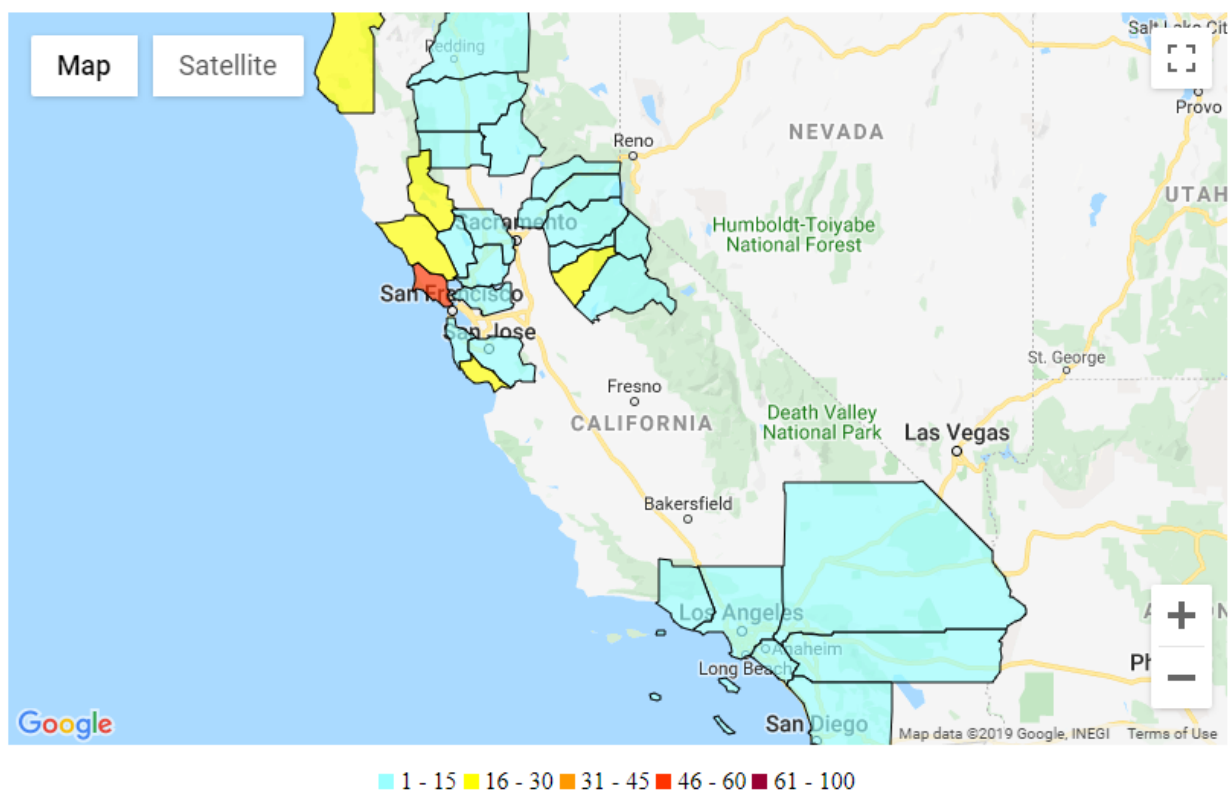 Salt Lake Cit
Map
Satellite
Redding
Provo
NEVADA
Reno
UTAH
Sacramento
Humboldt-Toiyabe
National Forest
San Francisco
San Jose
St. George
Fresno
CALIFORNIA
Death Valley
National Park
Las Vegas
Bakersfield
Los Angeles
+
Anaheim
Long Beach
Ph
−
San Diego
Google
Map data ©2019 Google, INEGI Terms of Use
1 - 15 16 - 30 31 - 45 46 - 60 61 - 100